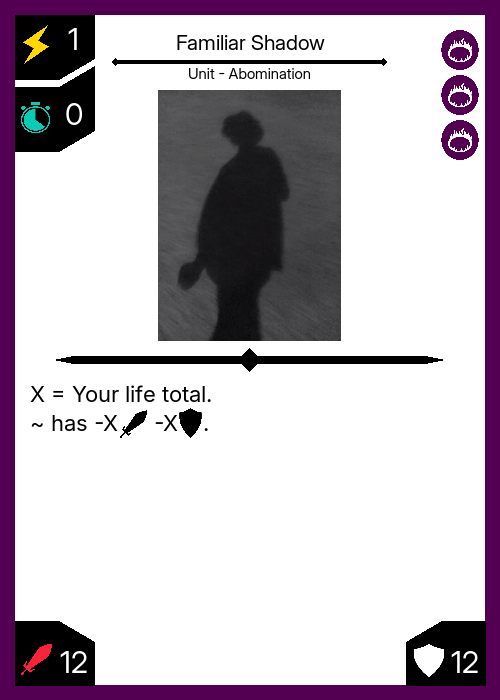 1
Familiar Shadow
Unit - Abomination
0
X = Your life total.
~ has -X -X.
12
12